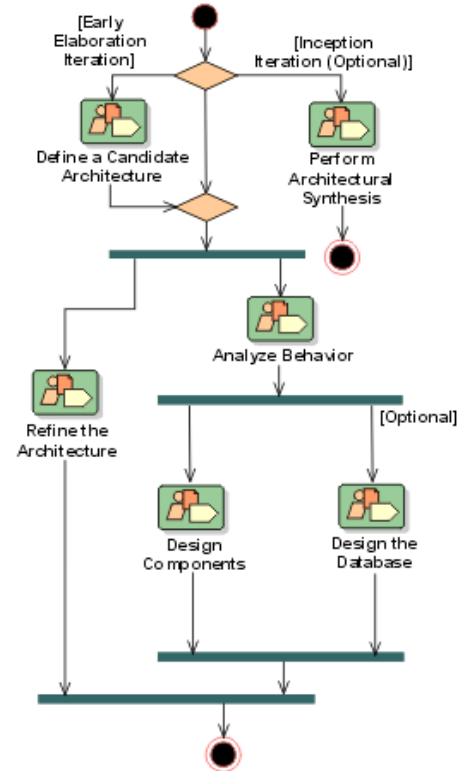 [Early
Elaboration
Iteration]
[Inception
Iteration (Optional)]
Define a Candidate
Architecture
Perform
Architectural
Synthesis
Analyze Behavior
Refine the
Architecture
[Optional]
Design
Components
Design the
Database